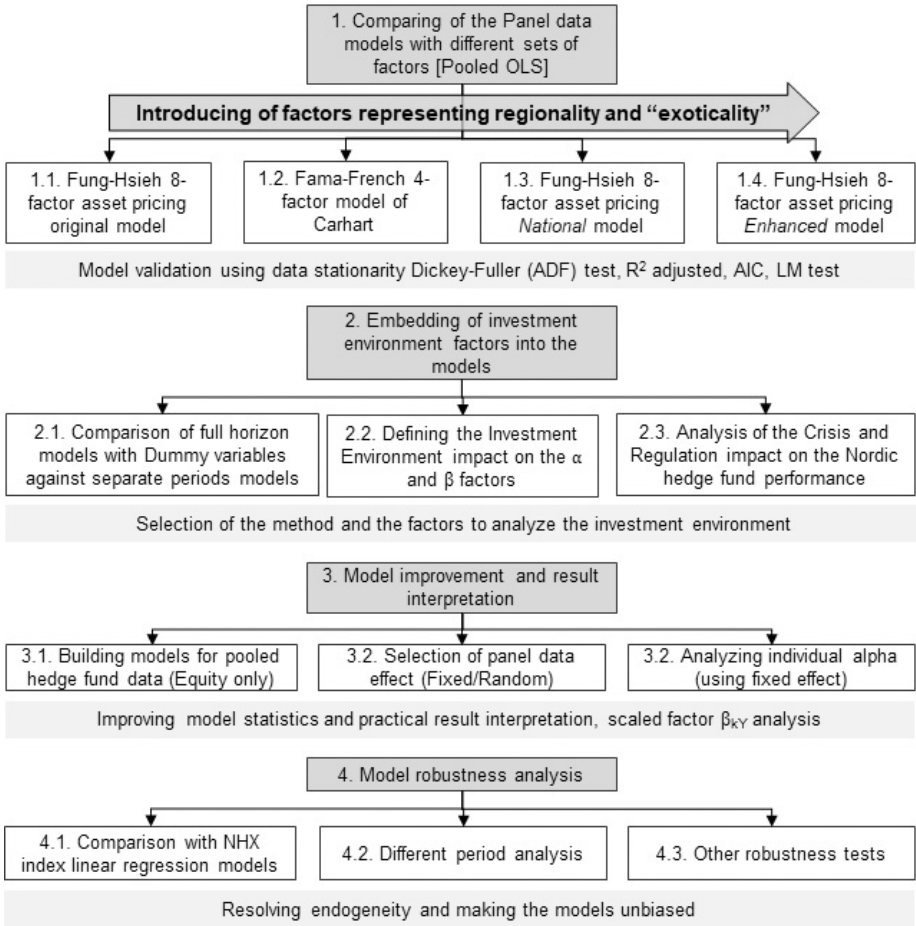 1. Comparing of the Panel data
models with different sets of
factors [Pooled OLS]
Introducing of factors representing regionality and “exoticality”
1.1. Fung-Hsieh 8-
factor asset pricing
original model
1.2. Fama-French 4-
factor model of
Carhart
1.3. Fung-Hsieh 8-
factor asset pricing
National model
1.4. Fung-Hsieh 8-
factor asset pricing
Enhanced model
Model validation using data stationarity Dickey-Fuller (ADF) test, R² adjusted, AIC, LM test
2. Embedding of investment
environment factors into the
models
2.1. Comparison of full horizon
models with Dummy variables
against separate periods models
2.2. Defining the Investment
Environment impact on the α
and β factors
2.3. Analysis of the Crisis and
Regulation impact on the Nordic
hedge fund performance
Selection of the method and the factors to analyze the investment environment
3. Model improvement and result
interpretation
3.1. Building models for pooled
hedge fund data (Equity only)
3.2. Selection of panel data
effect (Fixed/Random)
3.2. Analyzing individual alpha
(using fixed effect)
Improving model statistics and practical result interpretation, scaled factor βkY analysis
4. Model robustness analysis
4.1. Comparison with NHX
index linear regression models
4.2. Different period analysis
4.3. Other robustness tests
Resolving endogeneity and making the models unbiased